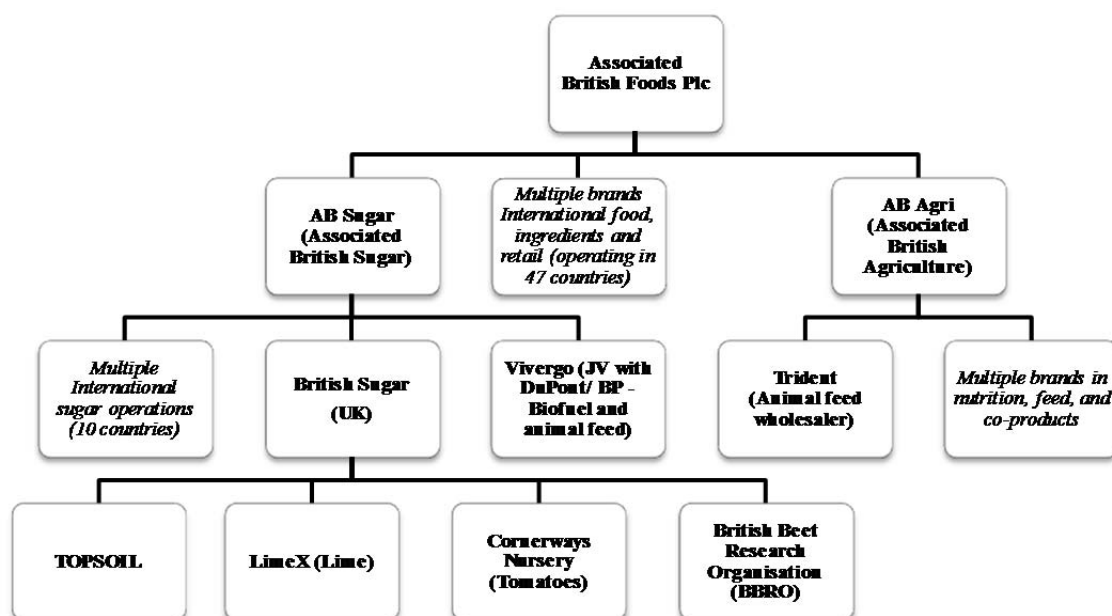 Associated
British Foods Plc
AB Sugar
(Associated
British Sugar)
Multiple brands
International food,
ingredients and
retail (operating in
47 countries)
AB Agri
(Associated
British
Agriculture)
Multiple
International
sugar operations
(10 countries)
British Sugar
(UK)
Vivergo (JV with
DuPont/ BP -
Biofuel and
animal feed)
Trident
(Animal feed
wholesaler)
Multiple brands in
nutrition, feed, and
co-products
TOPSOIL
LimeX (Lime)
Cornerways
Nursery
(Tomatoes)
British Beet
Research
Organisation
(BBRO)